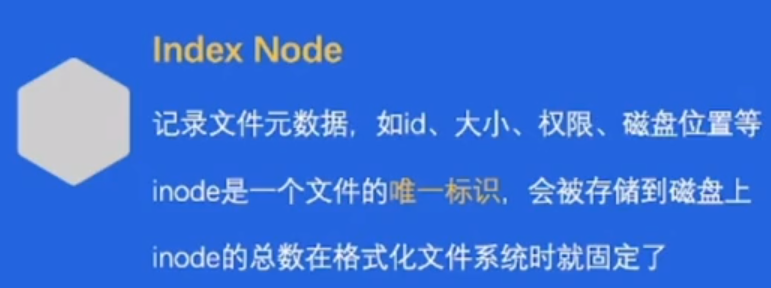 Index Node
记录文件元数据，如id、大小、权限、磁盘位置等
inode是一个文件的唯一标识，会被存储到磁盘上
inode的总数在格式化文件系统时就固定了